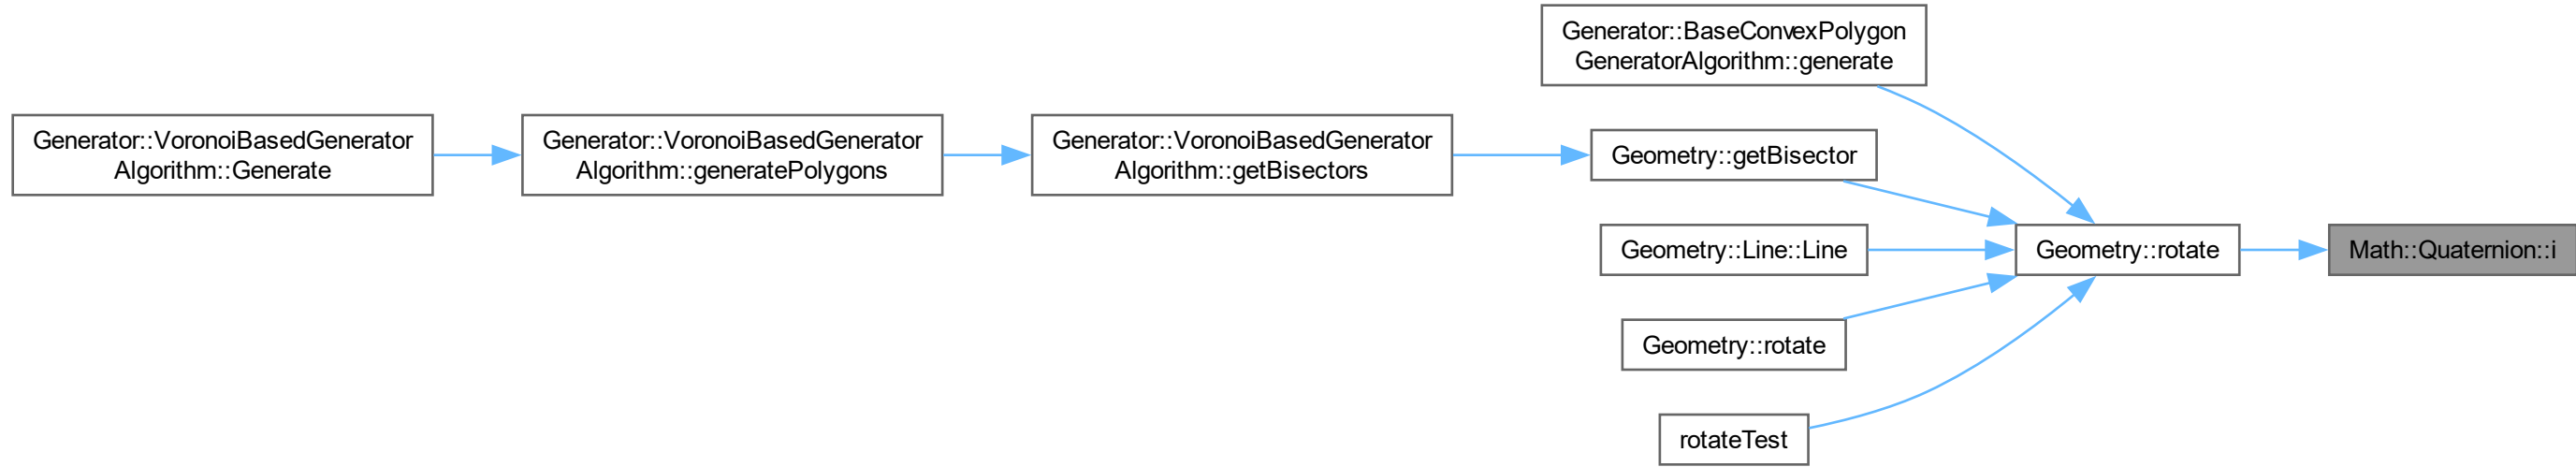 Generator::BaseConvexPolygon
GeneratorAlgorithm::generate
Generator::VoronoiBasedGenerator
Algorithm::Generate
Generator::VoronoiBasedGenerator
Algorithm::generatePolygons
Generator::VoronoiBasedGenerator
Algorithm::getBisectors
Geometry::getBisector
Geometry::Line::Line
Geometry::rotate
Math::Quaternion::i
Geometry::rotate
rotateTest